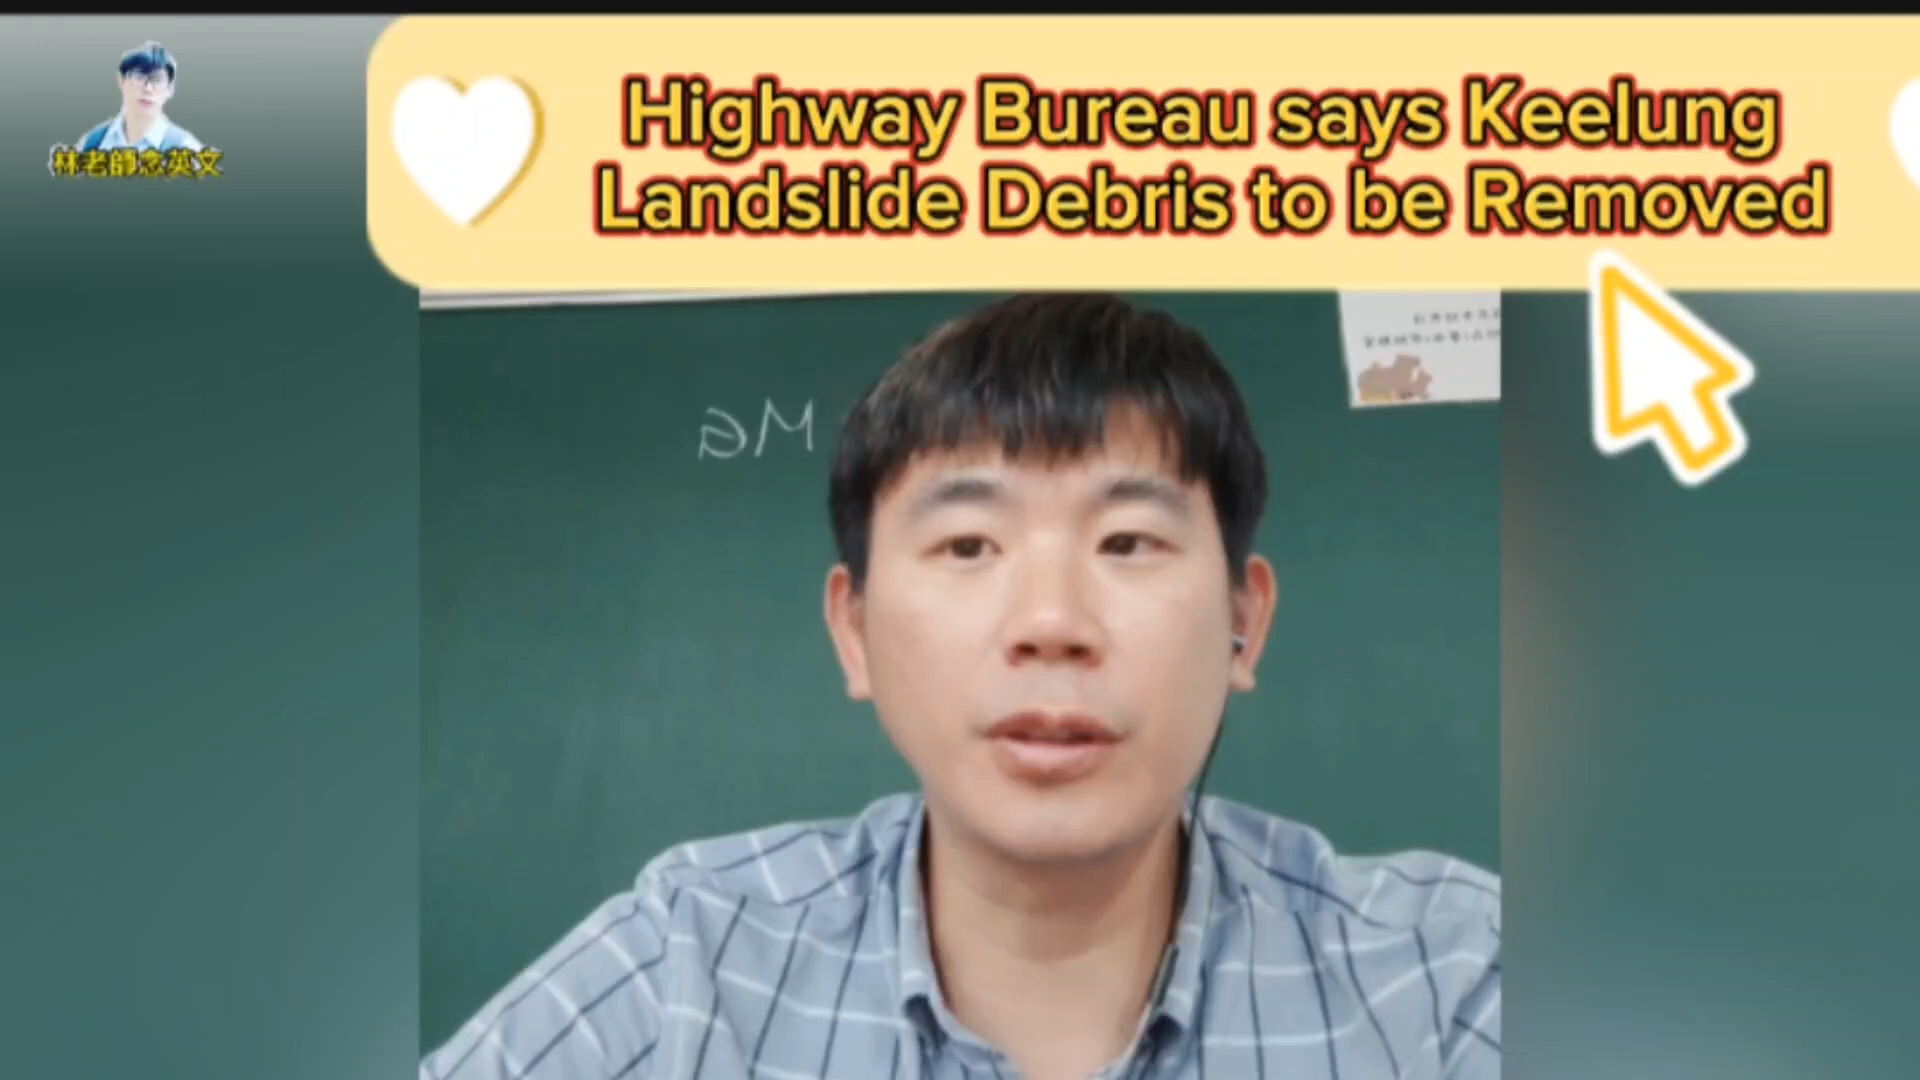 林老師念英文
Highway Bureau says Keelung
Landslide Debris to be Removed